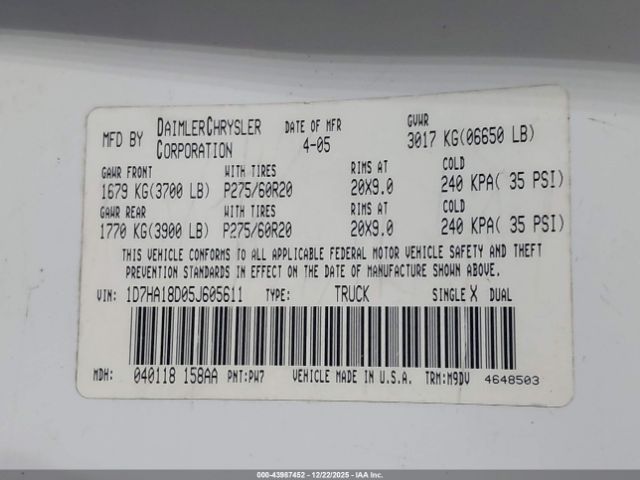 MFD BY DAIMLERCHRYSLER CORPORATION DATE OF MFR 4-05 GVWR 3017 KG(06650 LB)
GAWR FRONT WITH TIRES RIMS AT COLD
1679 KG(3700 LB) P275/60R20 20X9.0 240 KPA( 35 PSI)
GAWR REAR WITH TIRES RIMS AT COLD
1770 KG(3900 LB) P275/60R20 20X9.0 240 KPA( 35 PSI)
THIS VEHICLE CONFORMS TO ALL APPLICABLE FEDERAL MOTOR VEHICLE SAFETY AND THEFT
PREVENTION STANDARDS IN EFFECT ON THE DATE OF MANUFACTURE SHOWN ABOVE.
VIN: 1D7HA18D05J605611 TYPE: TRUCK SINGLE X DUAL
MDH: 040118 158AA PNT:PW7 VEHICLE MADE IN U.S.A. TRM:M9DV 4648503
000-43987452 - 12/22/2025 - IAA Inc.